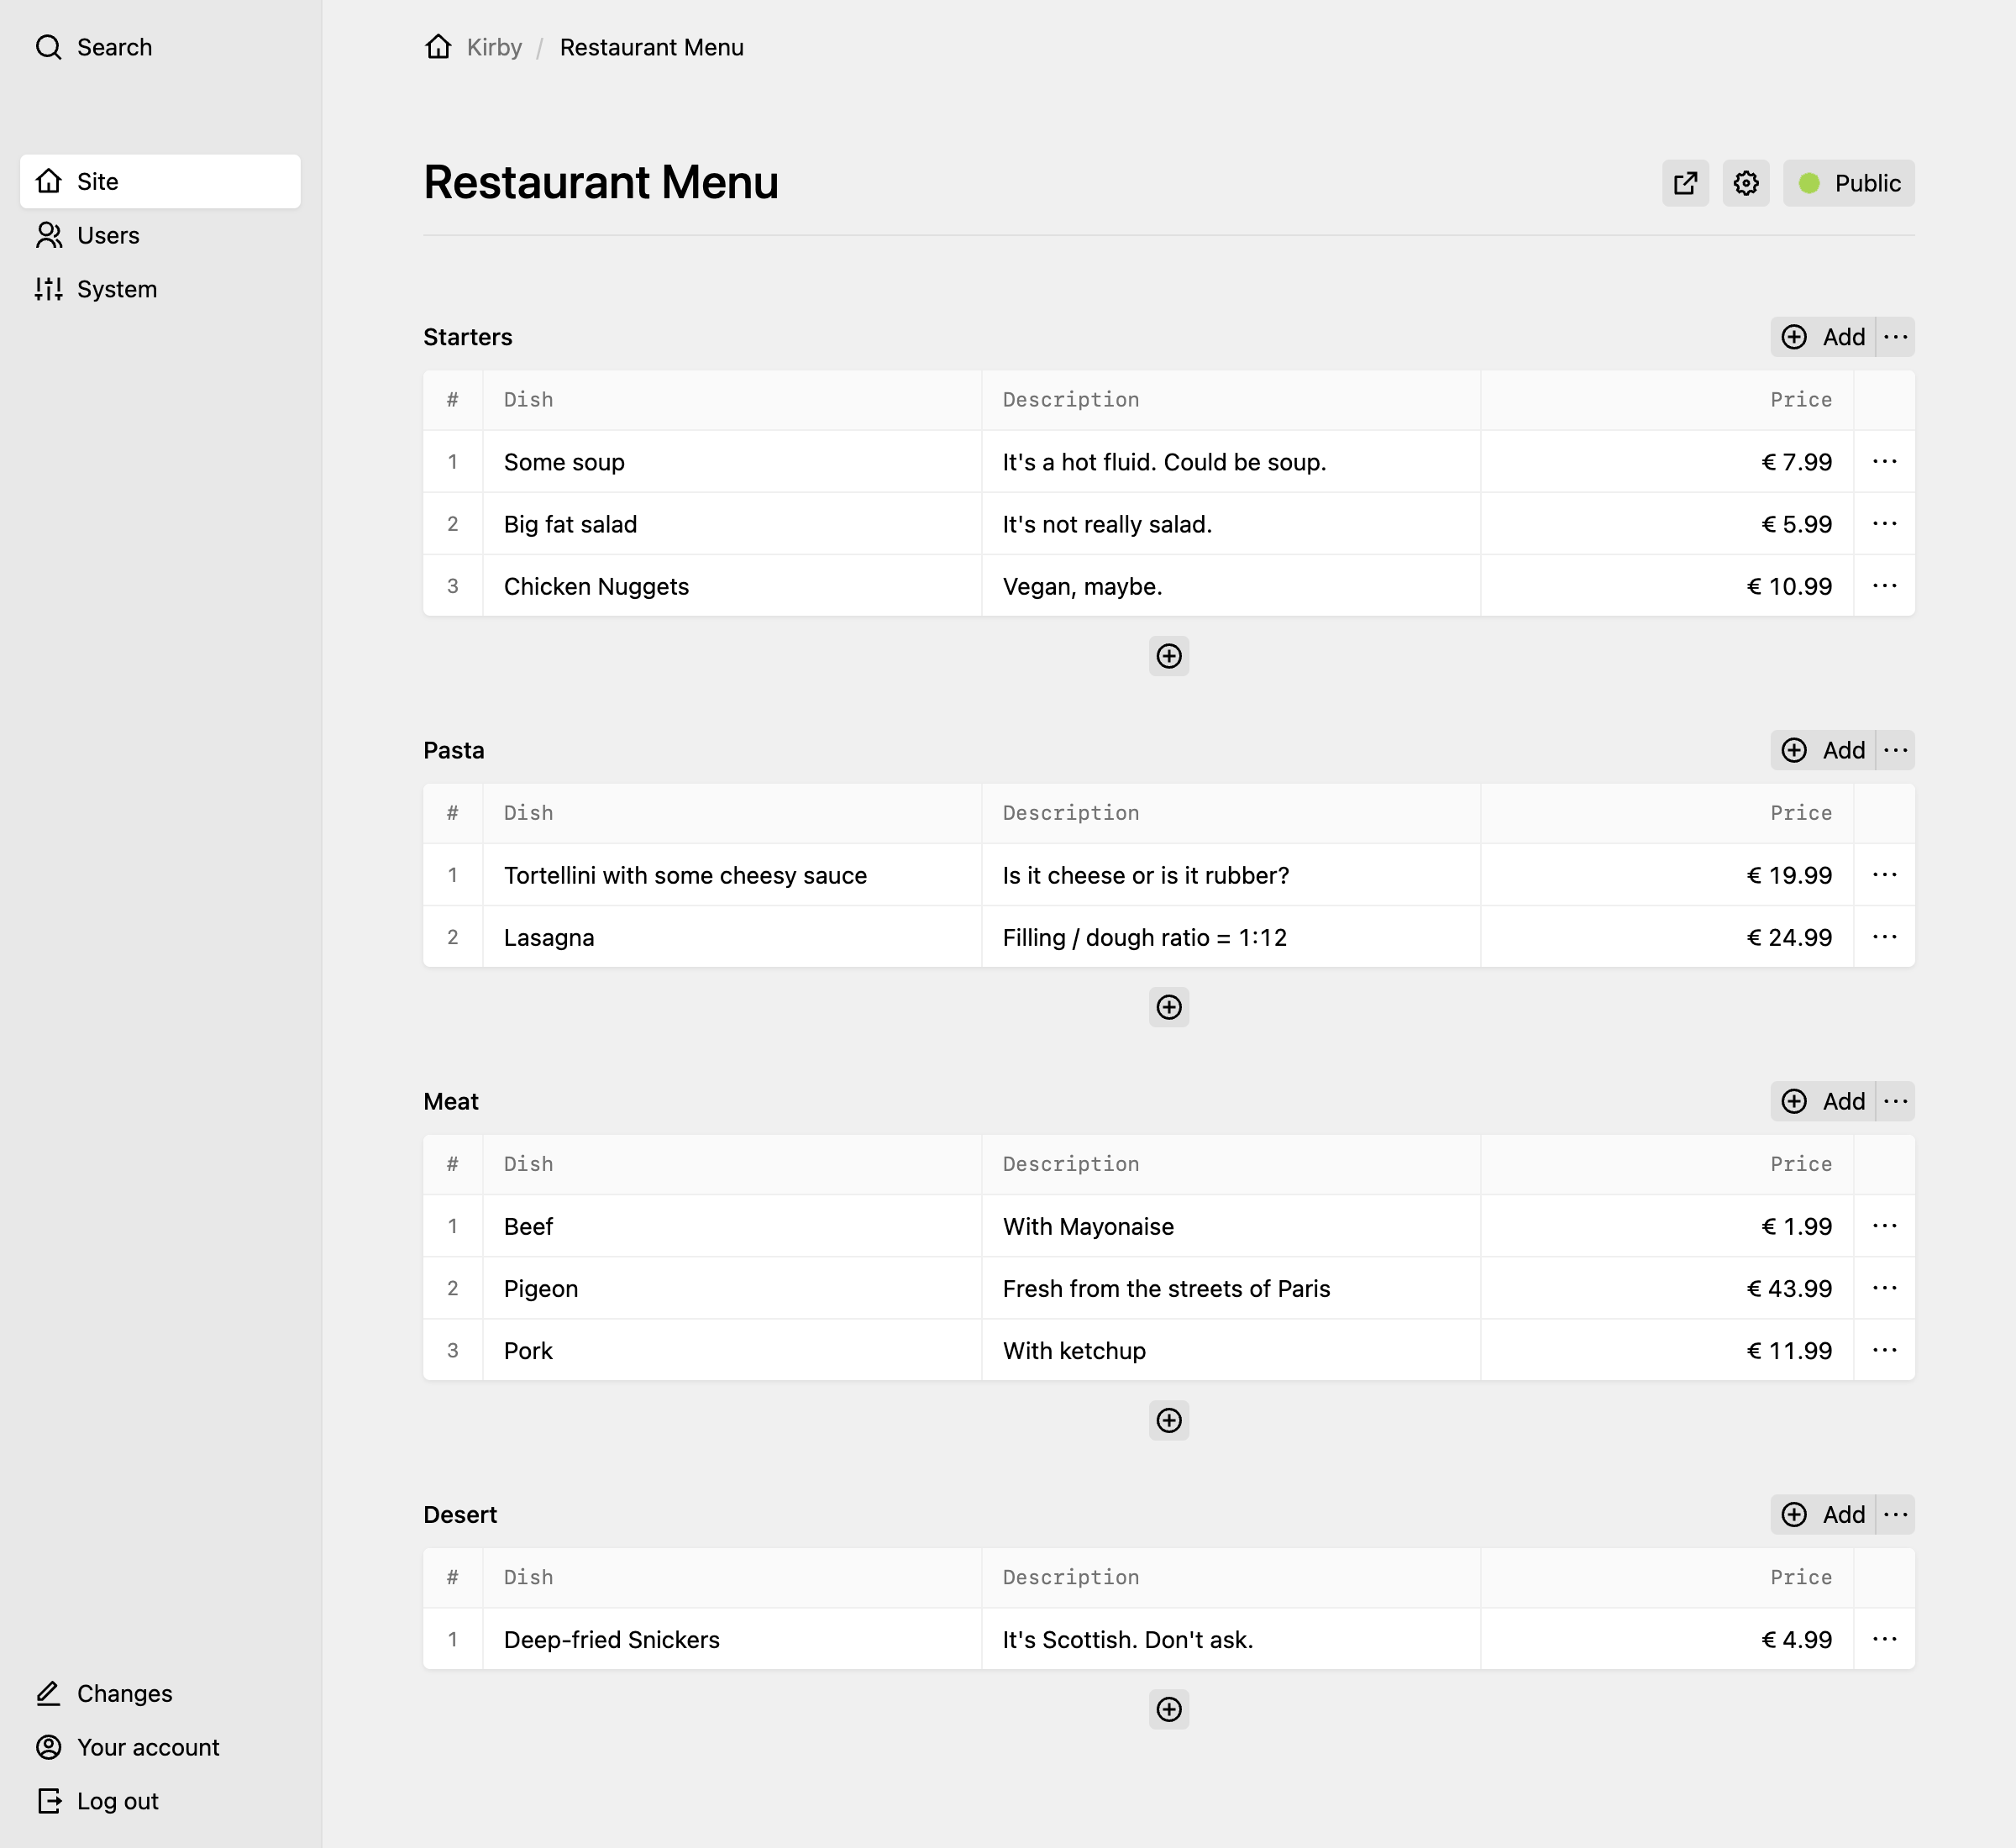 Search
Site
Users
System
Changes
Your account
Log out
Kirby / Restaurant Menu
Restaurant Menu
Public
Starters
Add
# Dish Description Price
1 Some soup It's a hot fluid. Could be soup. € 7.99
2 Big fat salad It's not really salad. € 5.99
3 Chicken Nuggets Vegan, maybe. € 10.99
Pasta
Add
# Dish Description Price
1 Tortellini with some cheesy sauce Is it cheese or is it rubber? € 19.99
2 Lasagna Filling / dough ratio = 1:12 € 24.99
Meat
Add
# Dish Description Price
1 Beef With Mayonaise € 1.99
2 Pigeon Fresh from the streets of Paris € 43.99
3 Pork With ketchup € 11.99
Desert
Add
# Dish Description Price
1 Deep-fried Snickers It's Scottish. Don't ask. € 4.99